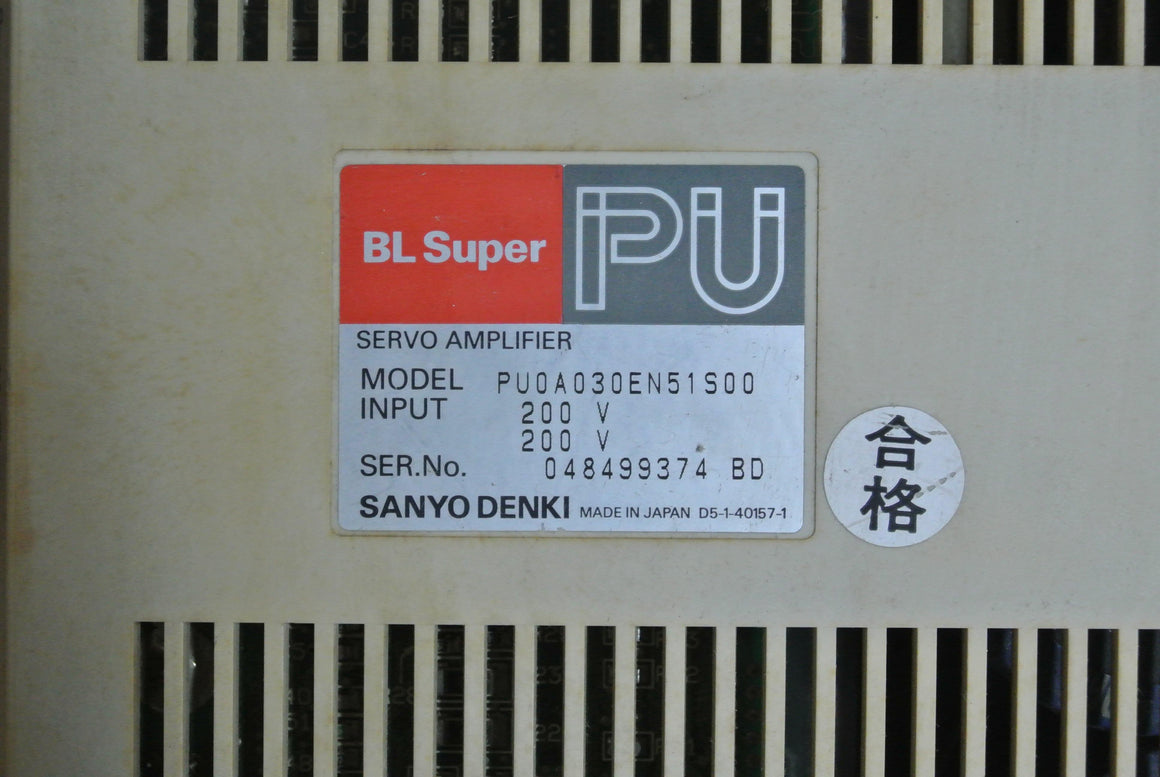 BL Super PU
SERVO AMPLIFIER
MODEL PU0A030EN51S00
INPUT 200 V
200 V
SER.No. 048499374 BD
SANYO DENKI MADE IN JAPAN D5-1-40157-1
合格